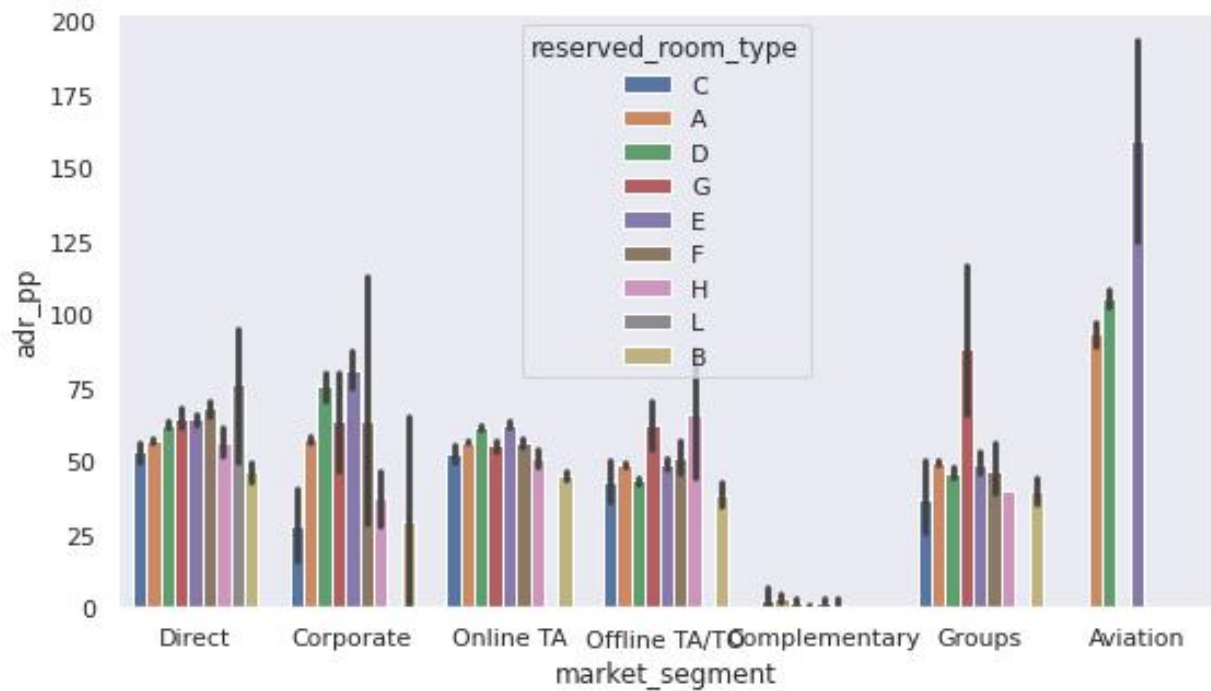 200
175
150
125
100
75
50
25
0
adr_pp
reserved_room_type
C
A
D
G
E
F
H
L
B
Direct
Corporate
Online TA
Offline TA/TO
Complementary
Groups
Aviation
market_segment